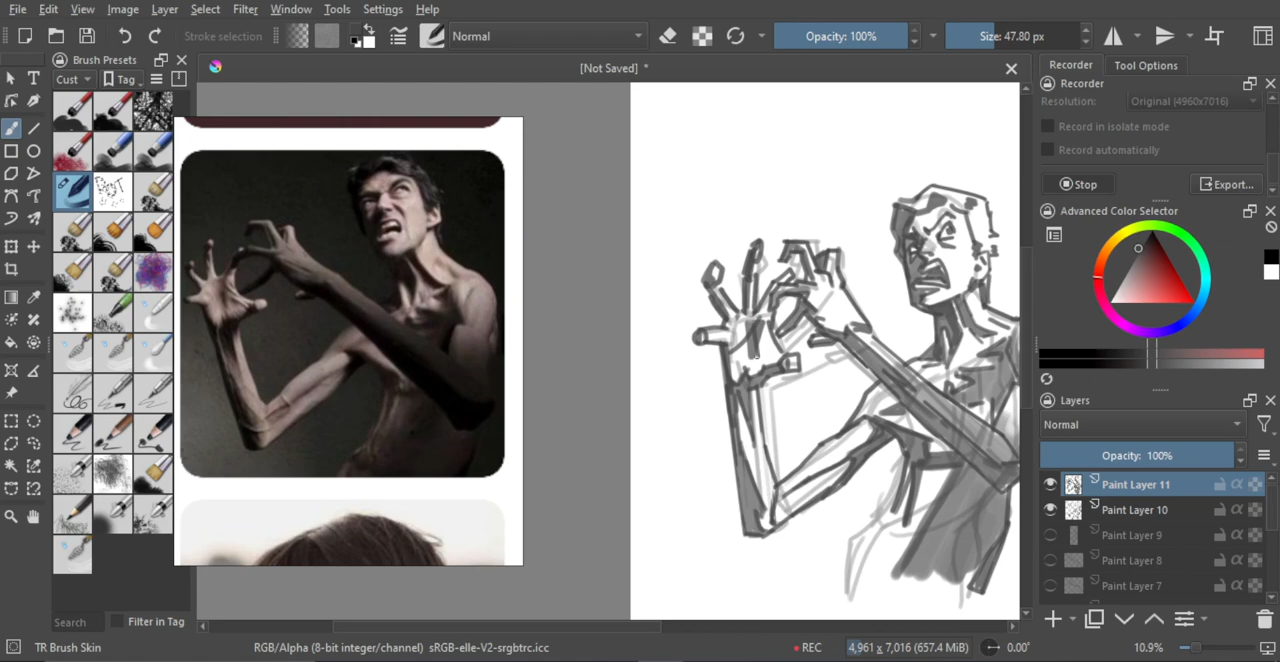 File Edit View Image Layer Select Filter Window Tools Settings Help
Stroke selection Normal Opacity: 100% Size: 47.80 px
Brush Presets
Cust Tag
[Not Saved] *
Recorder Tool Options
Recorder
Resolution: Original (4960x7016)
Record in isolate mode
Record automatically
Stop Export...
Advanced Color Selector
Layers
Normal
Opacity: 100%
Paint Layer 11
Paint Layer 10
Paint Layer 9
Paint Layer 8
Paint Layer 7
Search Filter in Tag
TR Brush Skin RGB/Alpha (8-bit integer/channel) sRGB-elle-V2-srgbtrc.icc REC 4,961 x 7,016 (657.4 MiB) 0.00° 10.9%